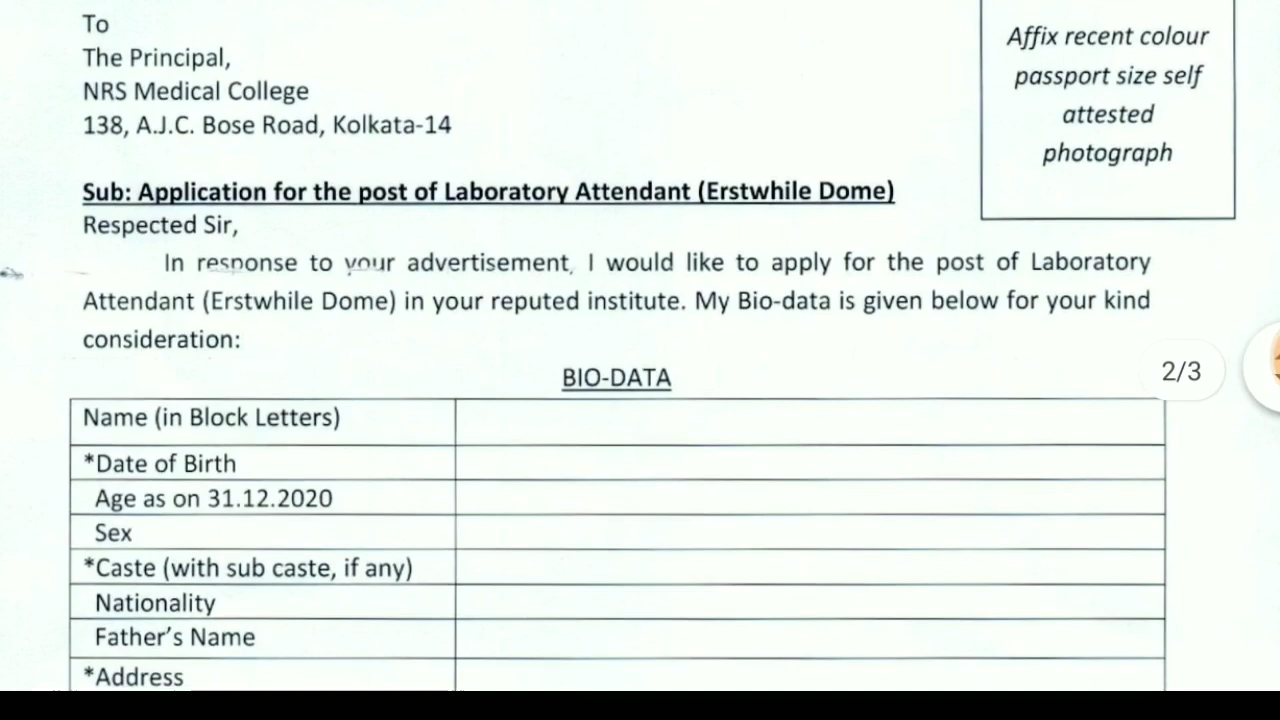 To
The Principal,
NRS Medical College
138, A.J.C. Bose Road, Kolkata-14
Affix recent colour
passport size self
attested
photograph
Sub: Application for the post of Laboratory Attendant (Erstwhile Dome)
Respected Sir,
In response to your advertisement, I would like to apply for the post of Laboratory
Attendant (Erstwhile Dome) in your reputed institute. My Bio-data is given below for your kind
consideration:
BIO-DATA
2/3
Name (in Block Letters)
*Date of Birth
Age as on 31.12.2020
Sex
*Caste (with sub caste, if any)
Nationality
Father's Name
*Address